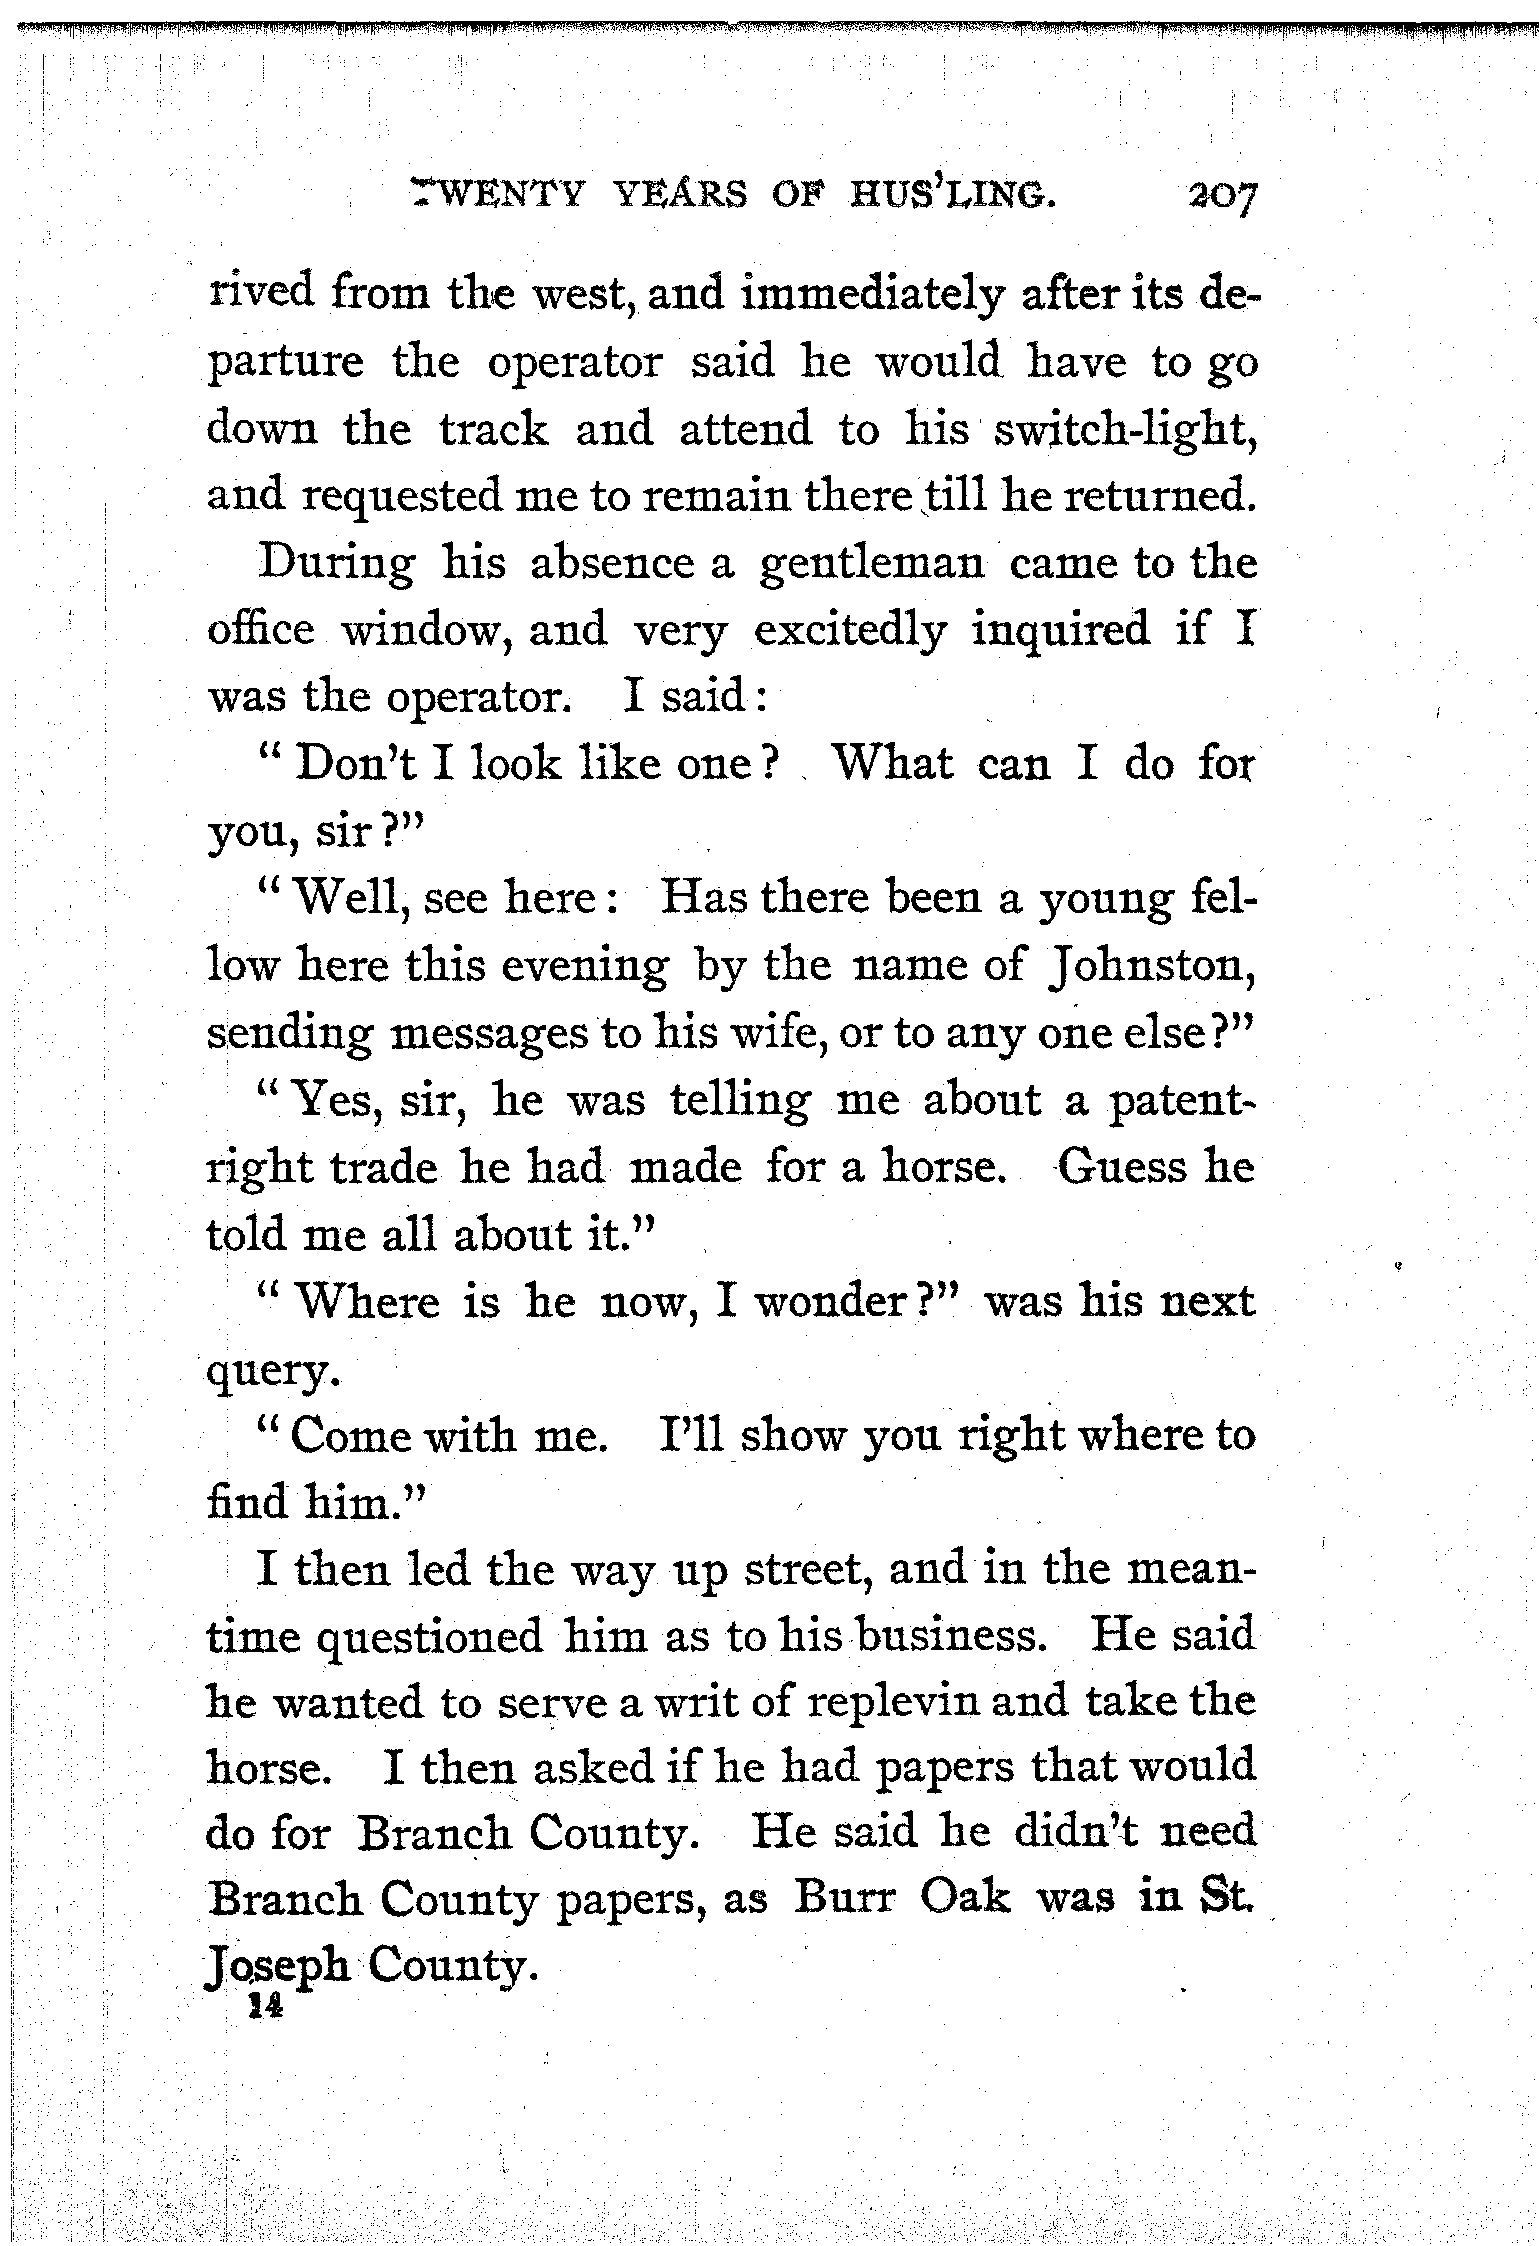 TWENTY YEARS OF HUS'LING. 207
rived from the west, and immediately after its de-
parture the operator said he would have to go
down the track and attend to his switch-light,
and requested me to remain there till he returned.
During his absence a gentleman came to the
office window, and very excitedly inquired if I
was the operator. I said:
"Don't I look like one? What can I do for
you, sir?"
"Well, see here: Has there been a young fel-
low here this evening by the name of Johnston,
sending messages to his wife, or to any one else?"
"Yes, sir, he was telling me about a patent-
right trade he had made for a horse. Guess he
told me all about it."
"Where is he now, I wonder?" was his next
query.
"Come with me. I'll show you right where to
find him."
I then led the way up street, and in the mean-
time questioned him as to his business. He said
he wanted to serve a writ of replevin and take the
horse. I then asked if he had papers that would
do for Branch County. He said he didn't need
Branch County papers, as Burr Oak was in St.
Joseph County.
14